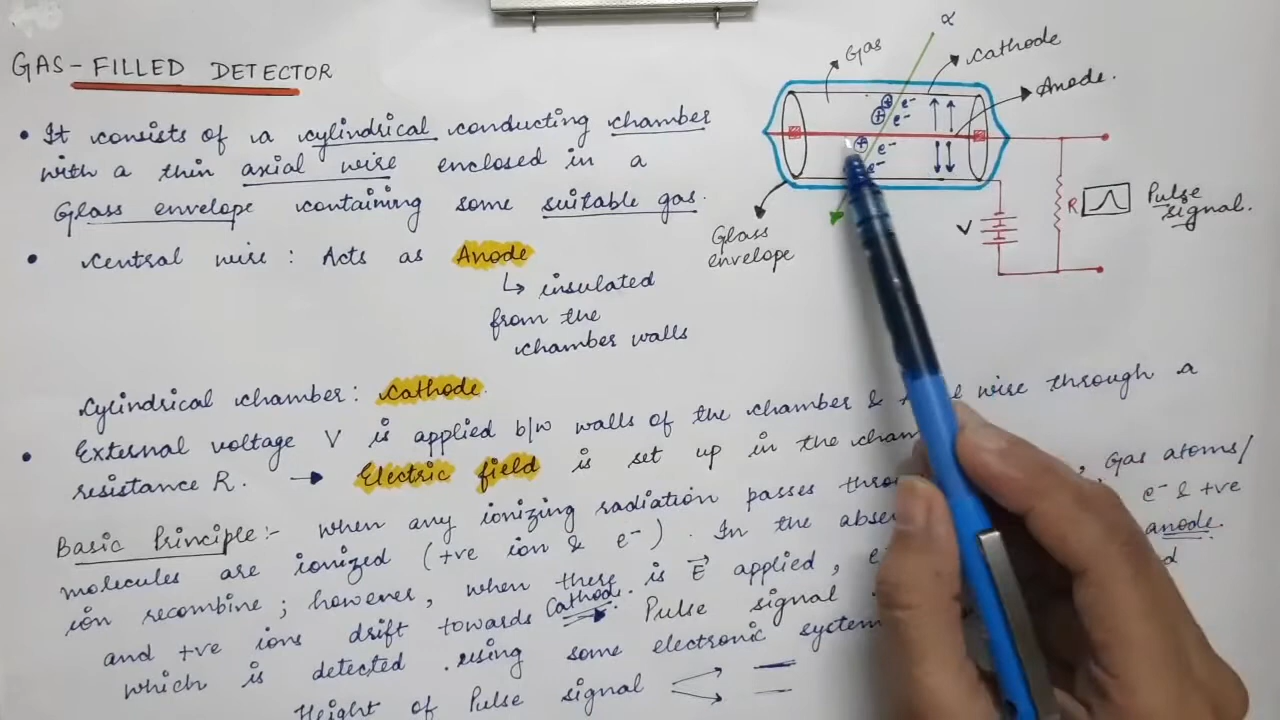 GAS-FILLED DETECTOR
• It consists of a cylindrical conducting chamber
with a thin axial wire enclosed in a
Glass envelope containing some suitable gas.
• Central wire: Acts as Anode
↳ insulated
from the
chamber walls
Cylindrical chamber: Cathode.
• External voltage V is applied b/w walls of the chamber & wire through a
resistance R. → Electric field is set up in the
Basic Principle:- when any ionizing radiation passes , Gas atoms/
molecules are ionized (+ve ion & e⁻). In the e⁻ & +ve
ion recombine; however, when there is E⃗ applied, anode.
and +ve ions drift towards Cathode. Pulse signal
which is detected using some electronic system
Height of Pulse signal
α
Gas
Cathode
Anode.
+ e⁻
+ e⁻
+ e⁻
e⁻
Glass
envelope
V
R
Pulse
signal.